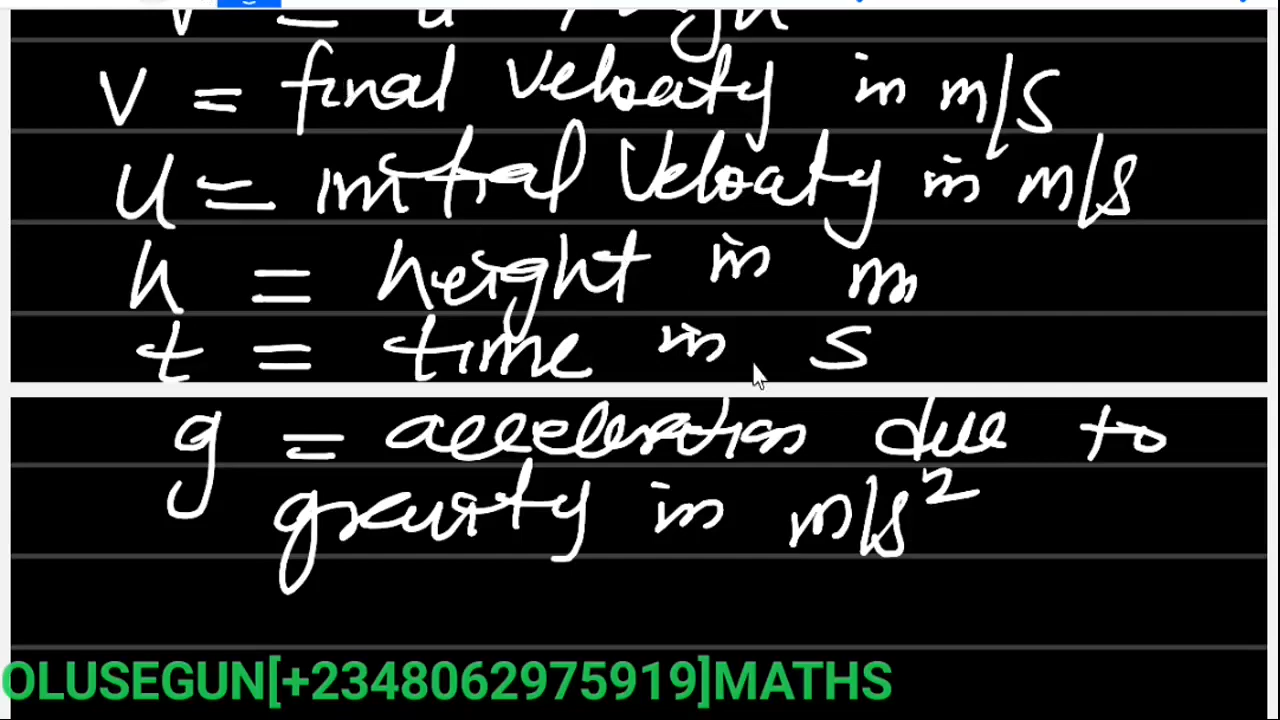 V = final velocity in m/s
u = initial velocity in m/s
h = height in m
t = time in s
g = acceleration due to
gravity in m/s²
OLUSEGUN[+2348062975919]MATHS